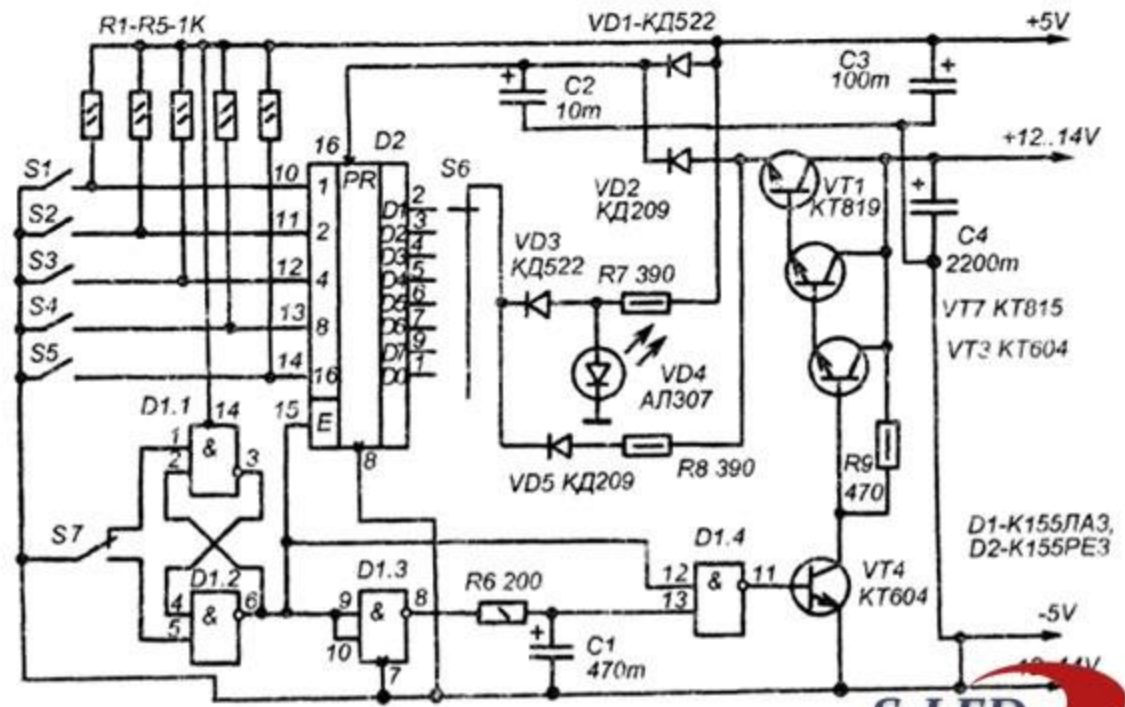 R1-R5-1K
VD1-КД522
+5V
C3
100m
+
C2
10m
+
+12..14V
16
D2
PR
S6
S1
10
1
D1
2
VD2
КД209
VT1
КТ819
+
C4
2200m
S2
11
2
D2
3
VD3
КД522
S3
12
4
D3
4
R7 390
D4
5
VT7 КТ815
S4
13
8
D5
6
D6
7
VT3 КТ604
S5
14
16
D7
9
D0
1
VD4
АЛ307
D1.1
14
15
E
8
1
2
&
3
R8 390
VD5 КД209
R9
470
S7
D1-К155ЛА3,
D2-К155РЕ3
D1.2
D1.3
D1.4
4
5
&
6
9
10
&
8
7
R6 200
12
13
&
11
VT4
КТ604
+
C1
470m
-5V